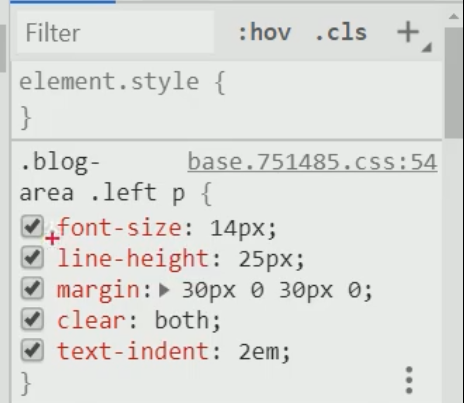 Filter :hov .cls +
element.style {
}
.blog- base.751485.css:54
area .left p {
font-size: 14px;
line-height: 25px;
margin: 30px 0 30px 0;
clear: both;
text-indent: 2em;
}